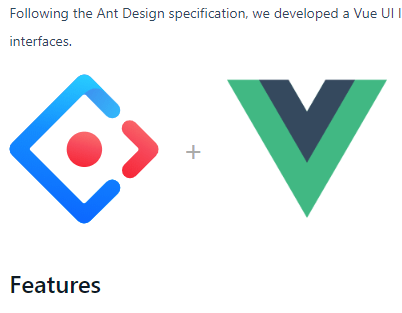 Following the Ant Design specification, we developed a Vue UI l
interfaces.
+
Features